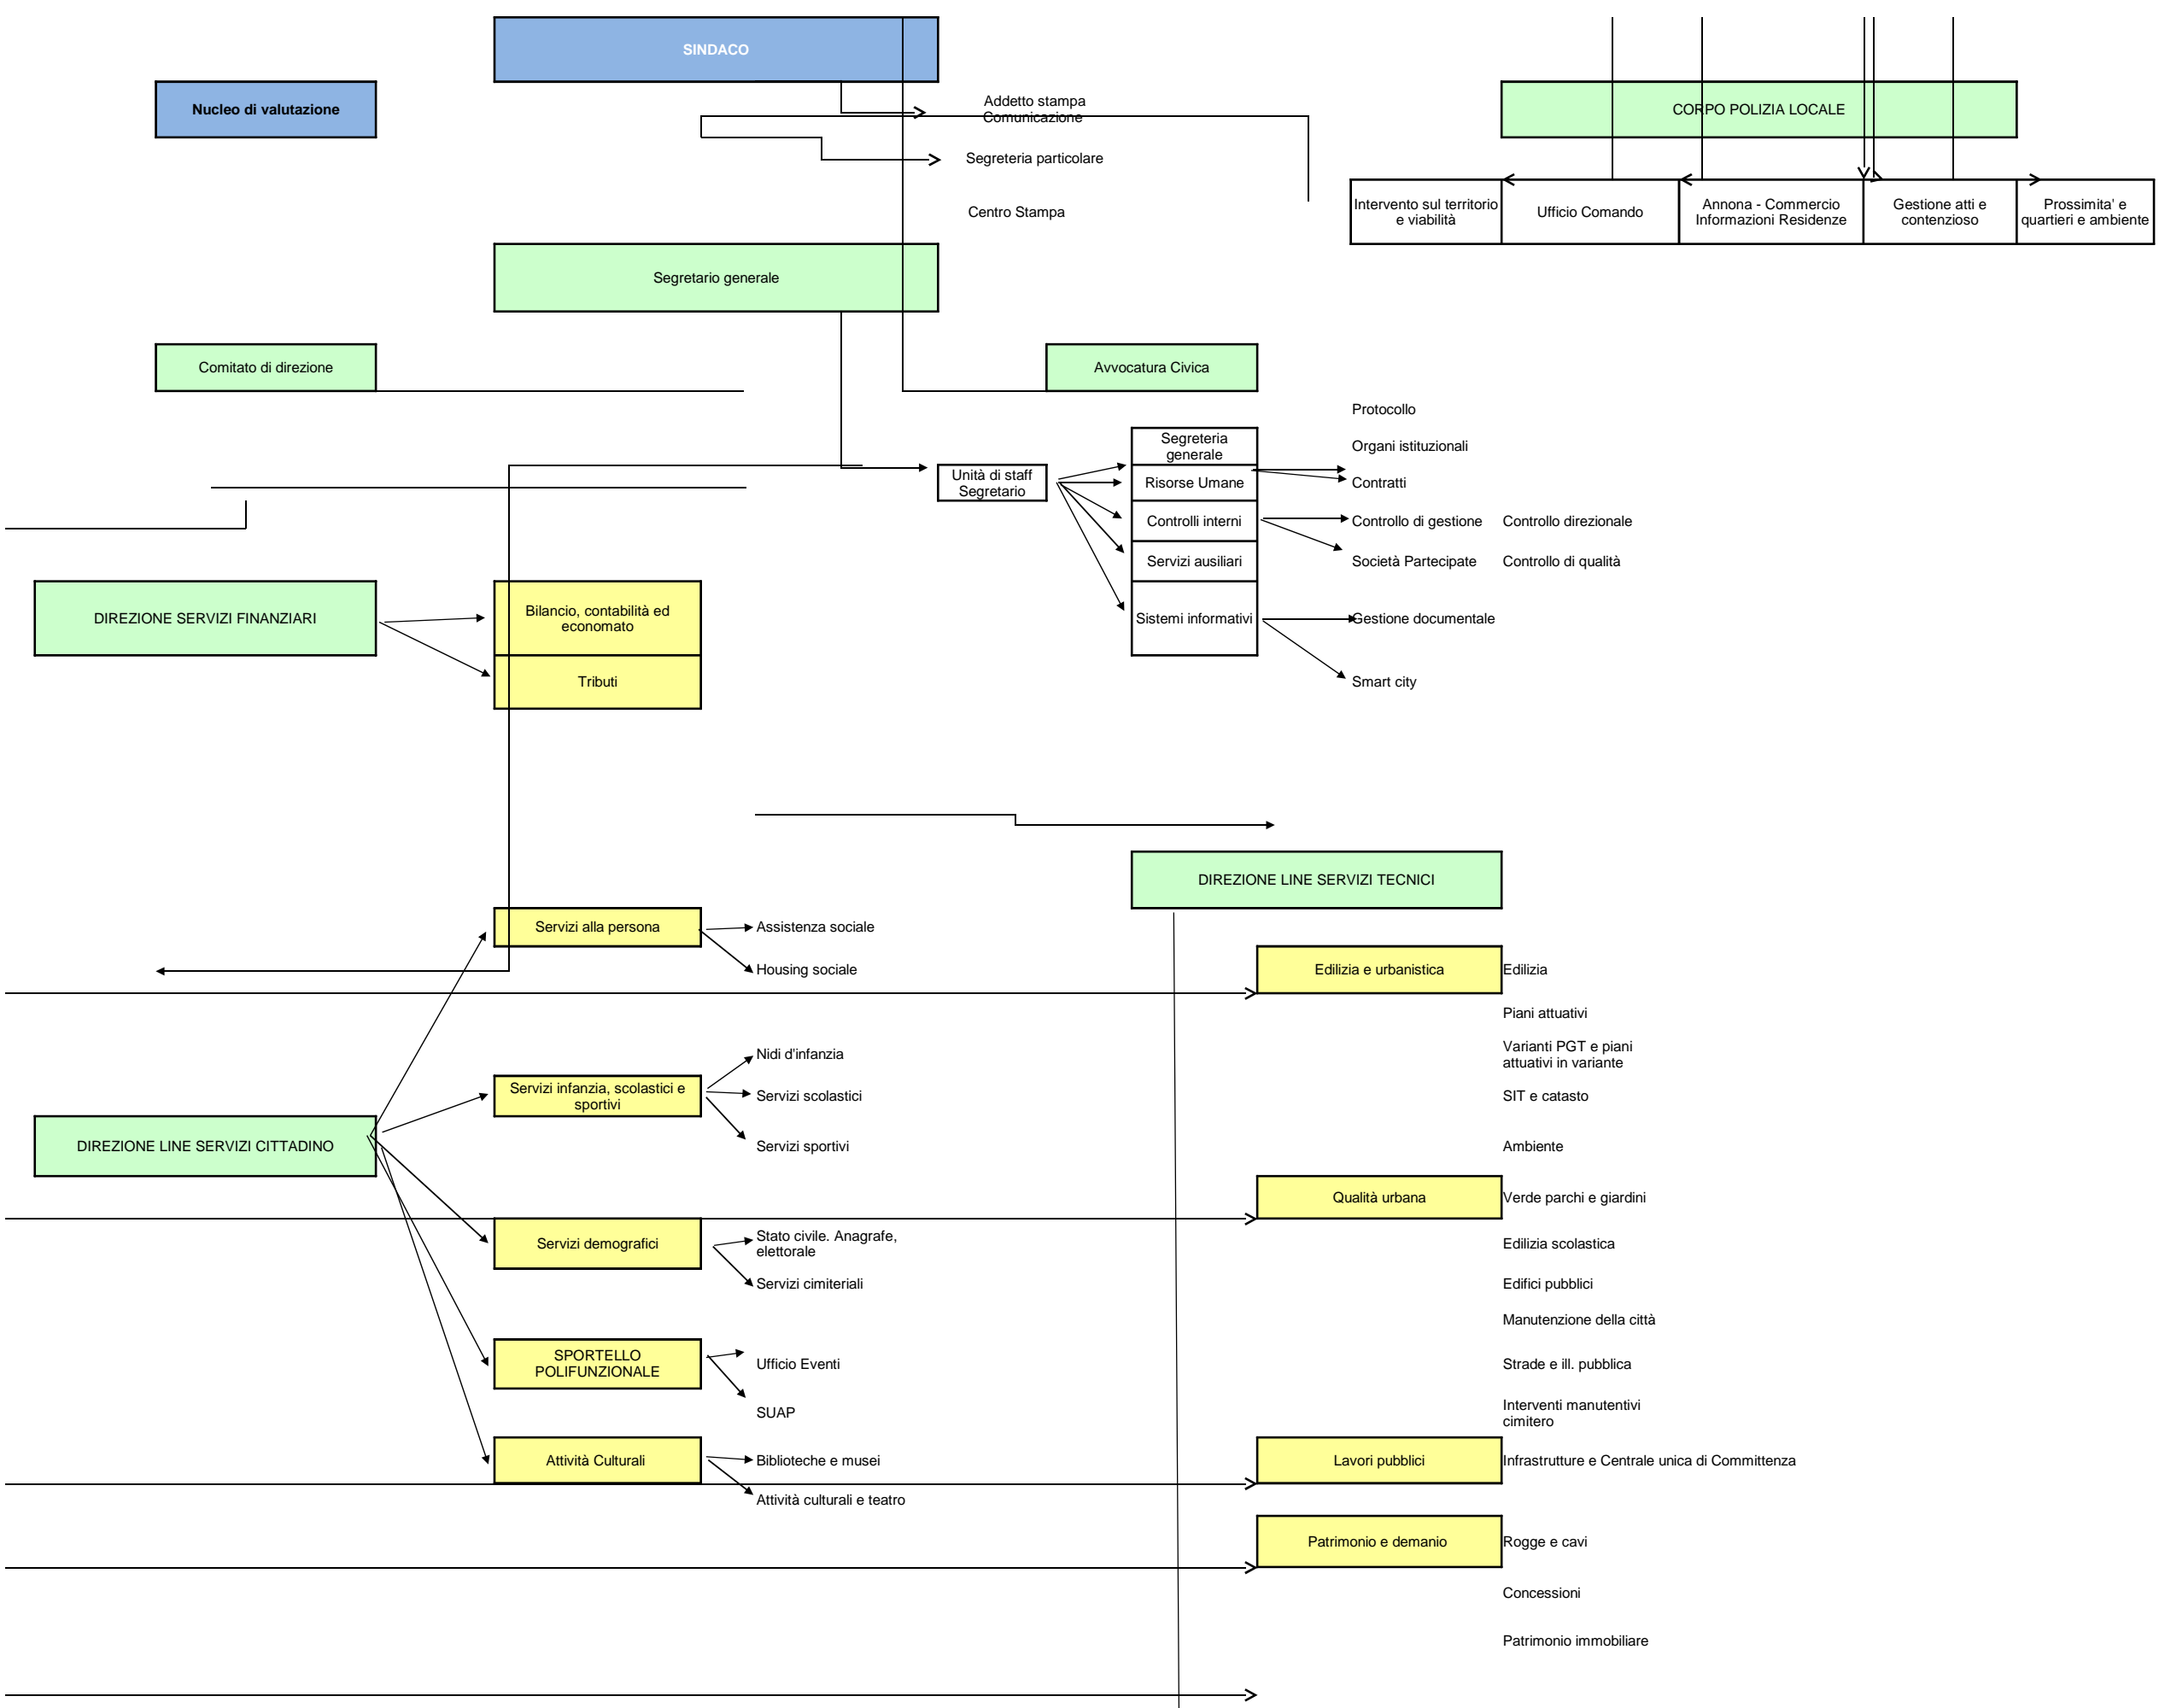 SINDACO
Nucleo di valutazione
Addetto stampa
Comunicazione
CORPO POLIZIA LOCALE
Segreteria particolare
Centro Stampa
Intervento sul territorio
e viabilità
Ufficio Comando
Annona - Commercio
Informazioni Residenze
Gestione atti e
contenzioso
Prossimita' e
quartieri e ambiente
Segretario generale
Comitato di direzione
Avvocatura Civica
Protocollo
Segreteria
generale
Organi istituzionali
Unità di staff
Segretario
Risorse Umane
Contratti
Controlli interni
Controllo di gestione
Controllo direzionale
Servizi ausiliari
Società Partecipate
Controllo di qualità
DIREZIONE SERVIZI FINANZIARI
Bilancio, contabilità ed
economato
Sistemi informativi
Gestione documentale
Tributi
Smart city
DIREZIONE LINE SERVIZI TECNICI
Servizi alla persona
Assistenza sociale
Housing sociale
Edilizia e urbanistica
Edilizia
Piani attuativi
Nidi d'infanzia
Varianti PGT e piani
attuativi in variante
Servizi infanzia, scolastici e
sportivi
Servizi scolastici
SIT e catasto
DIREZIONE LINE SERVIZI CITTADINO
Servizi sportivi
Ambiente
Qualità urbana
Verde parchi e giardini
Servizi demografici
Stato civile. Anagrafe,
elettorale
Edilizia scolastica
Servizi cimiteriali
Edifici pubblici
Manutenzione della città
SPORTELLO
POLIFUNZIONALE
Ufficio Eventi
Strade e ill. pubblica
SUAP
Interventi manutentivi
cimitero
Attività Culturali
Biblioteche e musei
Lavori pubblici
Infrastrutture e Centrale unica di Committenza
Attività culturali e teatro
Patrimonio e demanio
Rogge e cavi
Concessioni
Patrimonio immobiliare